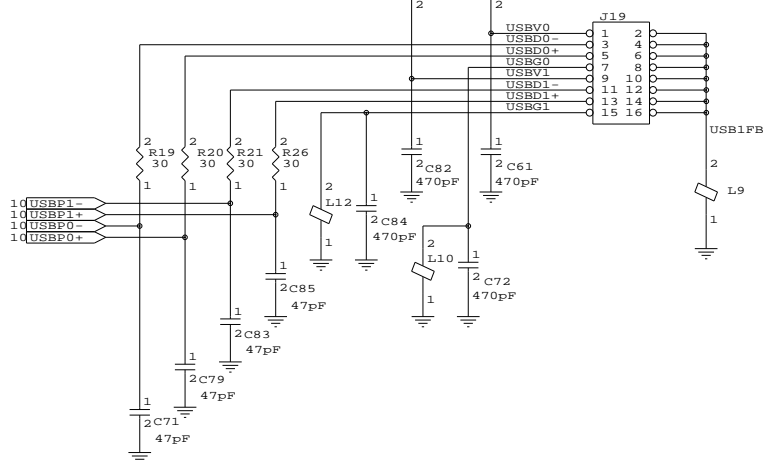 2 2
J19
USBV0 1 2
USBD0- 3 4
USBD0+ 5 6
USBG0 7 8
USBV1 9 10
USBD1- 11 12
USBD1+ 13 14
USBG1 15 16
USB1FB
2 2 2 2
R19 R20 R21 R26
30 30 30 30
1 1 1 1
1 1
2 C82 2 C61
470pF 470pF
2
L9
1
10 USBP1-
10 USBP1+
10 USBP0-
10 USBP0+
2
L12
1
1
2 C84
470pF
2
L10
1
1
2 C72
470pF
1
2 C85
47pF
1
2 C83
47pF
1
2 C79
47pF
1
2 C71
47pF